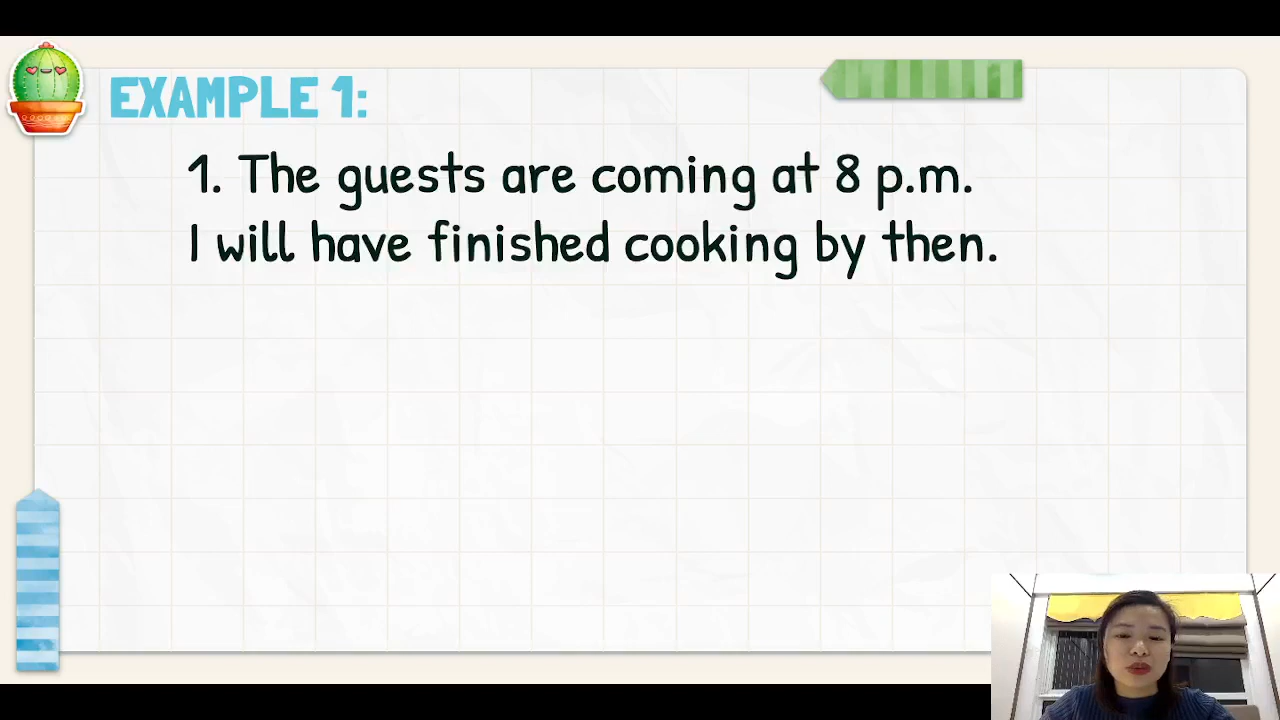 EXAMPLE 1:
1. The guests are coming at 8 p.m.
I will have finished cooking by then.